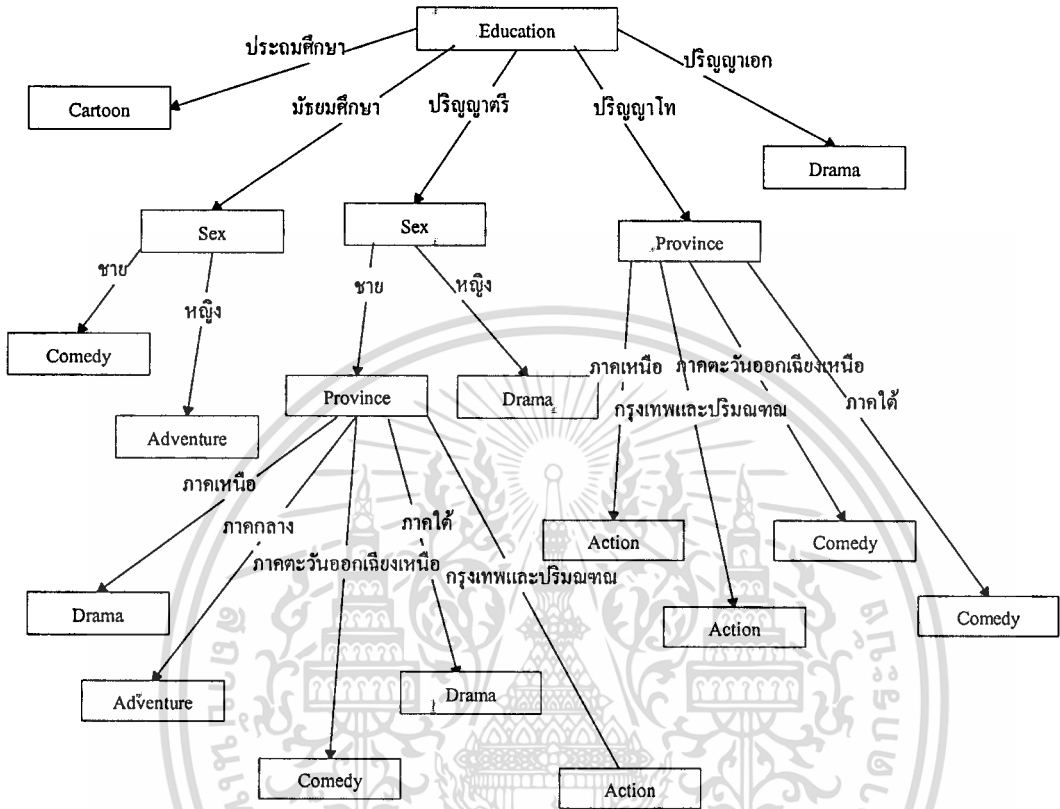 Education
ประถมศึกษา
ปริญญาเอก
Cartoon
มัธยมศึกษา
ปริญญาตรี
ปริญญาโท
Drama
Sex
Sex
Province
ชาย
หญิง
ชาย
หญิง
Comedy
Adventure
Province
Drama
ภาคเหนือ
ภาคตะวันออกเฉียงเหนือ
กรุงเทพและปริมณฑณ
ภาคใต้
ภาคเหนือ
ภาคกลาง
ภาคตะวันออกเฉียงเหนือ
ภาคใต้
กรุงเทพและปริมณฑณ
Action
Comedy
Drama
Action
Comedy
Adventure
Drama
Comedy
Action